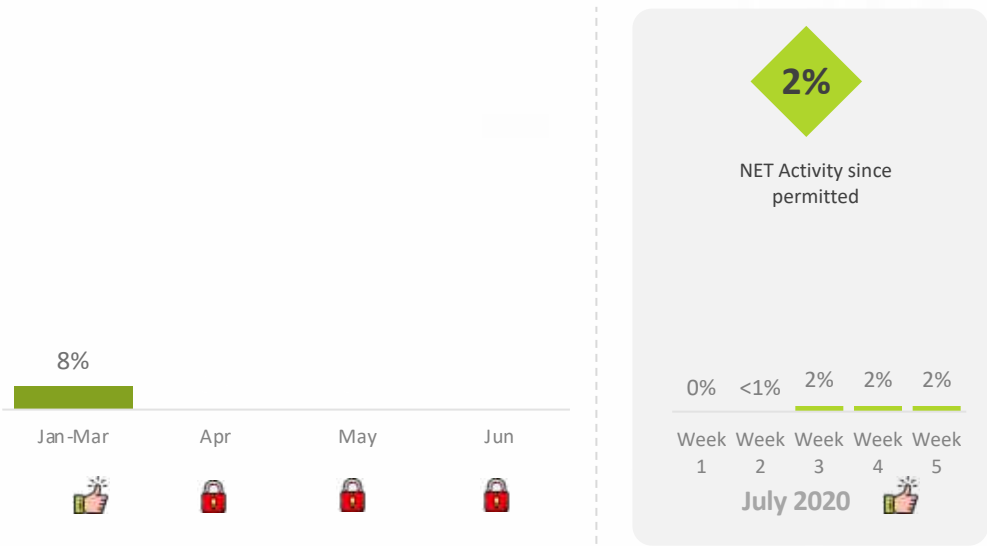 8%
Jan-Mar Apr May Jun
2%
NET Activity since
permitted
0% <1% 2% 2% 2%
Week Week Week Week Week
1 2 3 4 5
July 2020